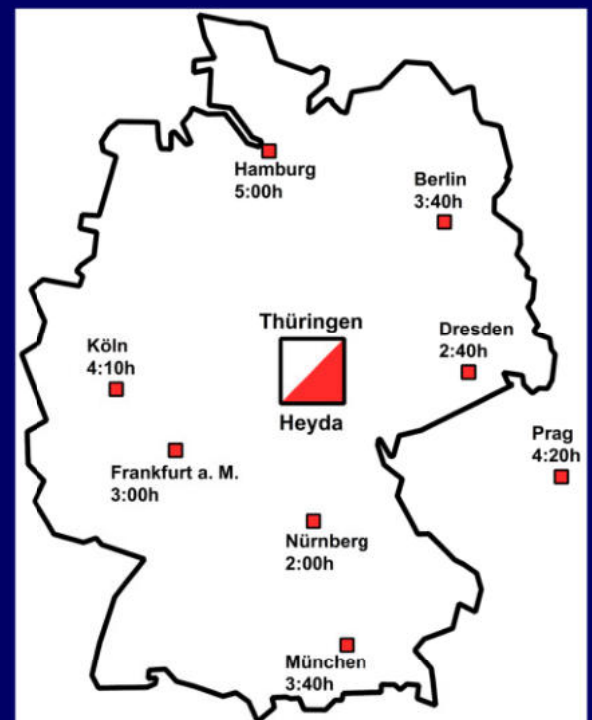 Hamburg
5:00h
Berlin
3:40h
Thüringen
Heyda
Dresden
2:40h
Köln
4:10h
Prag
4:20h
Frankfurt a. M.
3:00h
Nürnberg
2:00h
München
3:40h